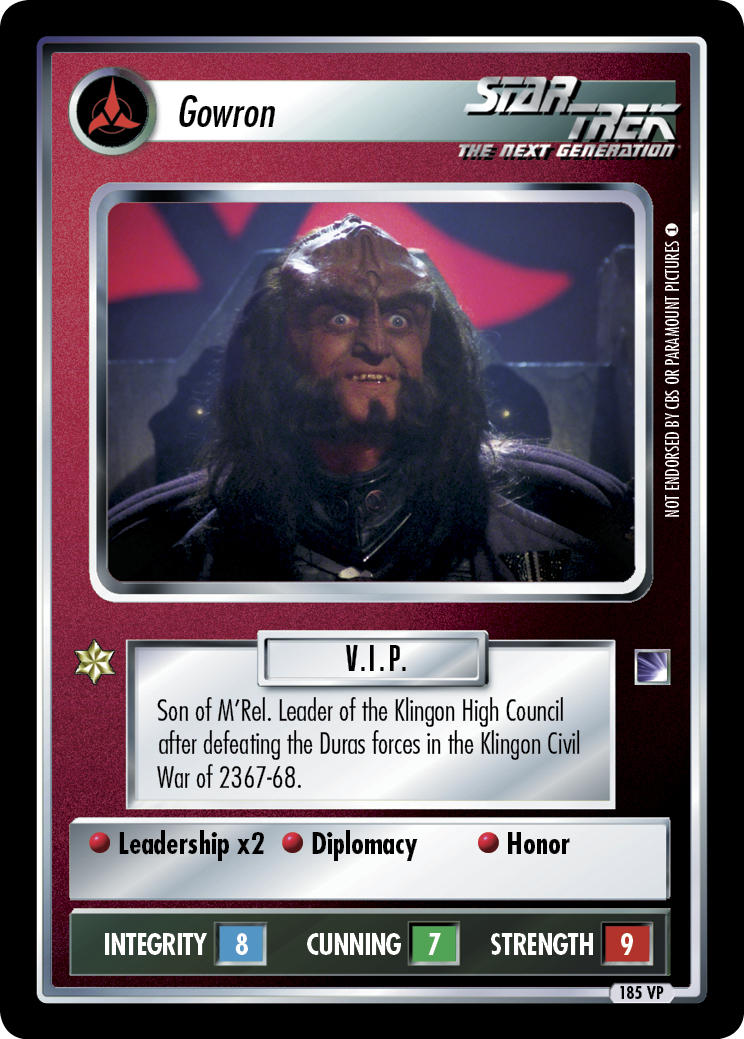 Gowron
STAR TREK
THE NEXT GENERATION
NOT ENDORSED BY CBS OR PARAMOUNT PICTURES 1
V.I.P.
Son of M'Rel. Leader of the Klingon High Council
after defeating the Duras forces in the Klingon Civil
War of 2367-68.
Leadership x2 Diplomacy Honor
INTEGRITY 8 CUNNING 7 STRENGTH 9
185 VP